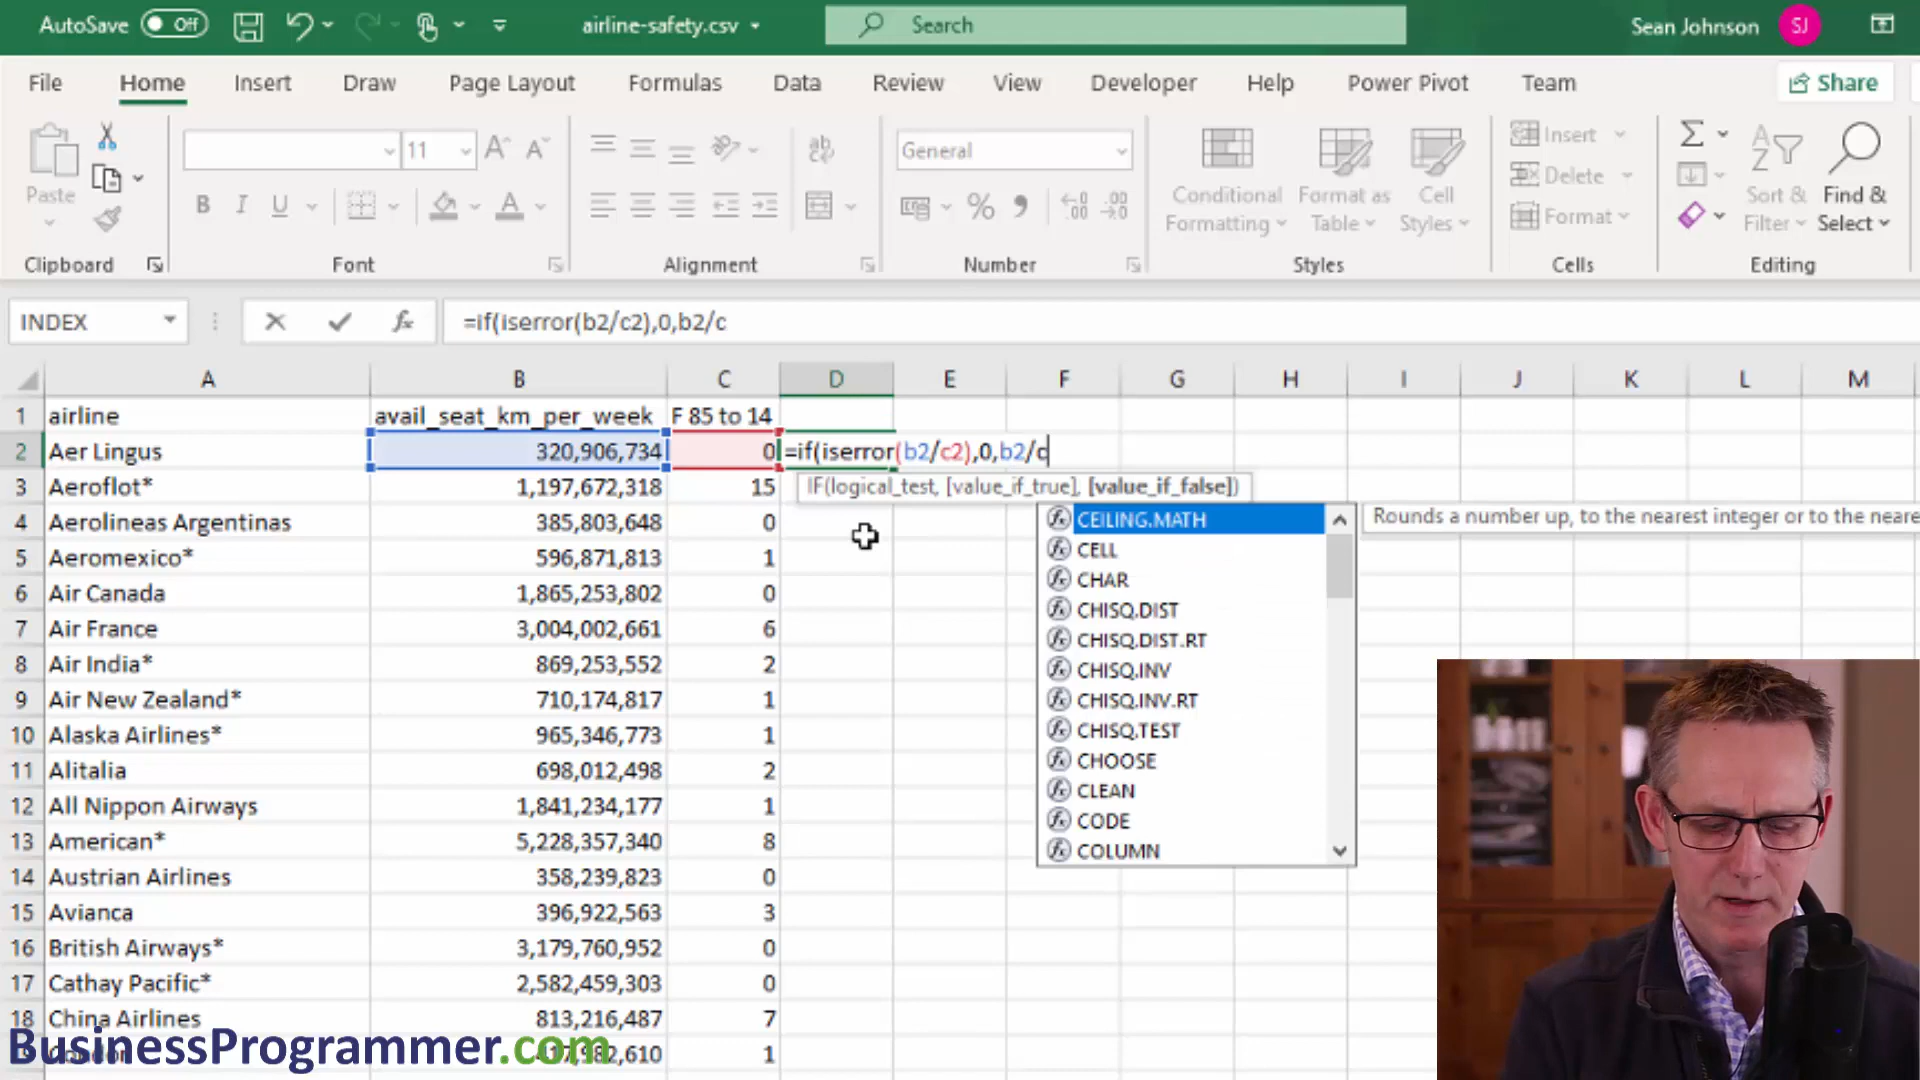 AutoSave Off airline-safety.csv Search Sean Johnson SJ
File Home Insert Draw Page Layout Formulas Data Review View Developer Help Power Pivot Team Share
Paste 11 A A ab General Conditional Formatting Format as Table Cell Styles Insert Delete Format Sort & Filter Find & Select
B I U A % 9 .00 .00
Clipboard Font Alignment Number Styles Cells Editing
INDEX fx =if(iserror(b2/c2),0,b2/c
A B C D E F G H I J K L M
1 airline avail_seat_km_per_week F 85 to 14
2 Aer Lingus 320,906,734 0 =if(iserror(b2/c2),0,b2/c
IF(logical_test, [value_if_true], [value_if_false])
3 Aeroflot* 1,197,672,318 15
4 Aerolineas Argentinas 385,803,648 0
5 Aeromexico* 596,871,813 1
6 Air Canada 1,865,253,802 0
7 Air France 3,004,002,661 6
8 Air India* 869,253,552 2
9 Air New Zealand* 710,174,817 1
10 Alaska Airlines* 965,346,773 1
11 Alitalia 698,012,498 2
12 All Nippon Airways 1,841,234,177 1
13 American* 5,228,357,340 8
14 Austrian Airlines 358,239,823 0
15 Avianca 396,922,563 3
16 British Airways* 3,179,760,952 0
17 Cathay Pacific* 2,582,459,303 0
18 China Airlines 813,216,487 7
1
CEILING.MATH Rounds a number up, to the nearest integer or to the neare
CELL
CHAR
CHISQ.DIST
CHISQ.DIST.RT
CHISQ.INV
CHISQ.INV.RT
CHISQ.TEST
CHOOSE
CLEAN
CODE
COLUMN
BusinessProgrammer.com